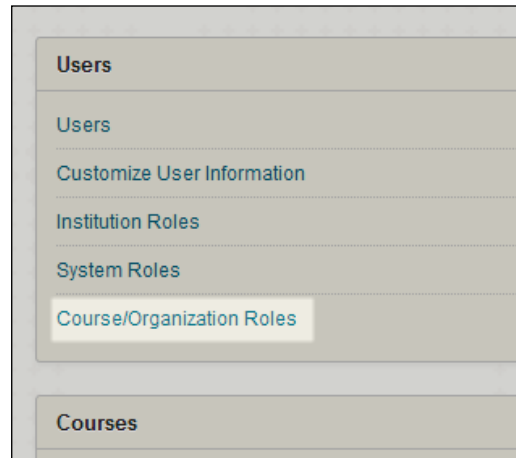 Users
Users
Customize User Information
Institution Roles
System Roles
Course/Organization Roles
Courses